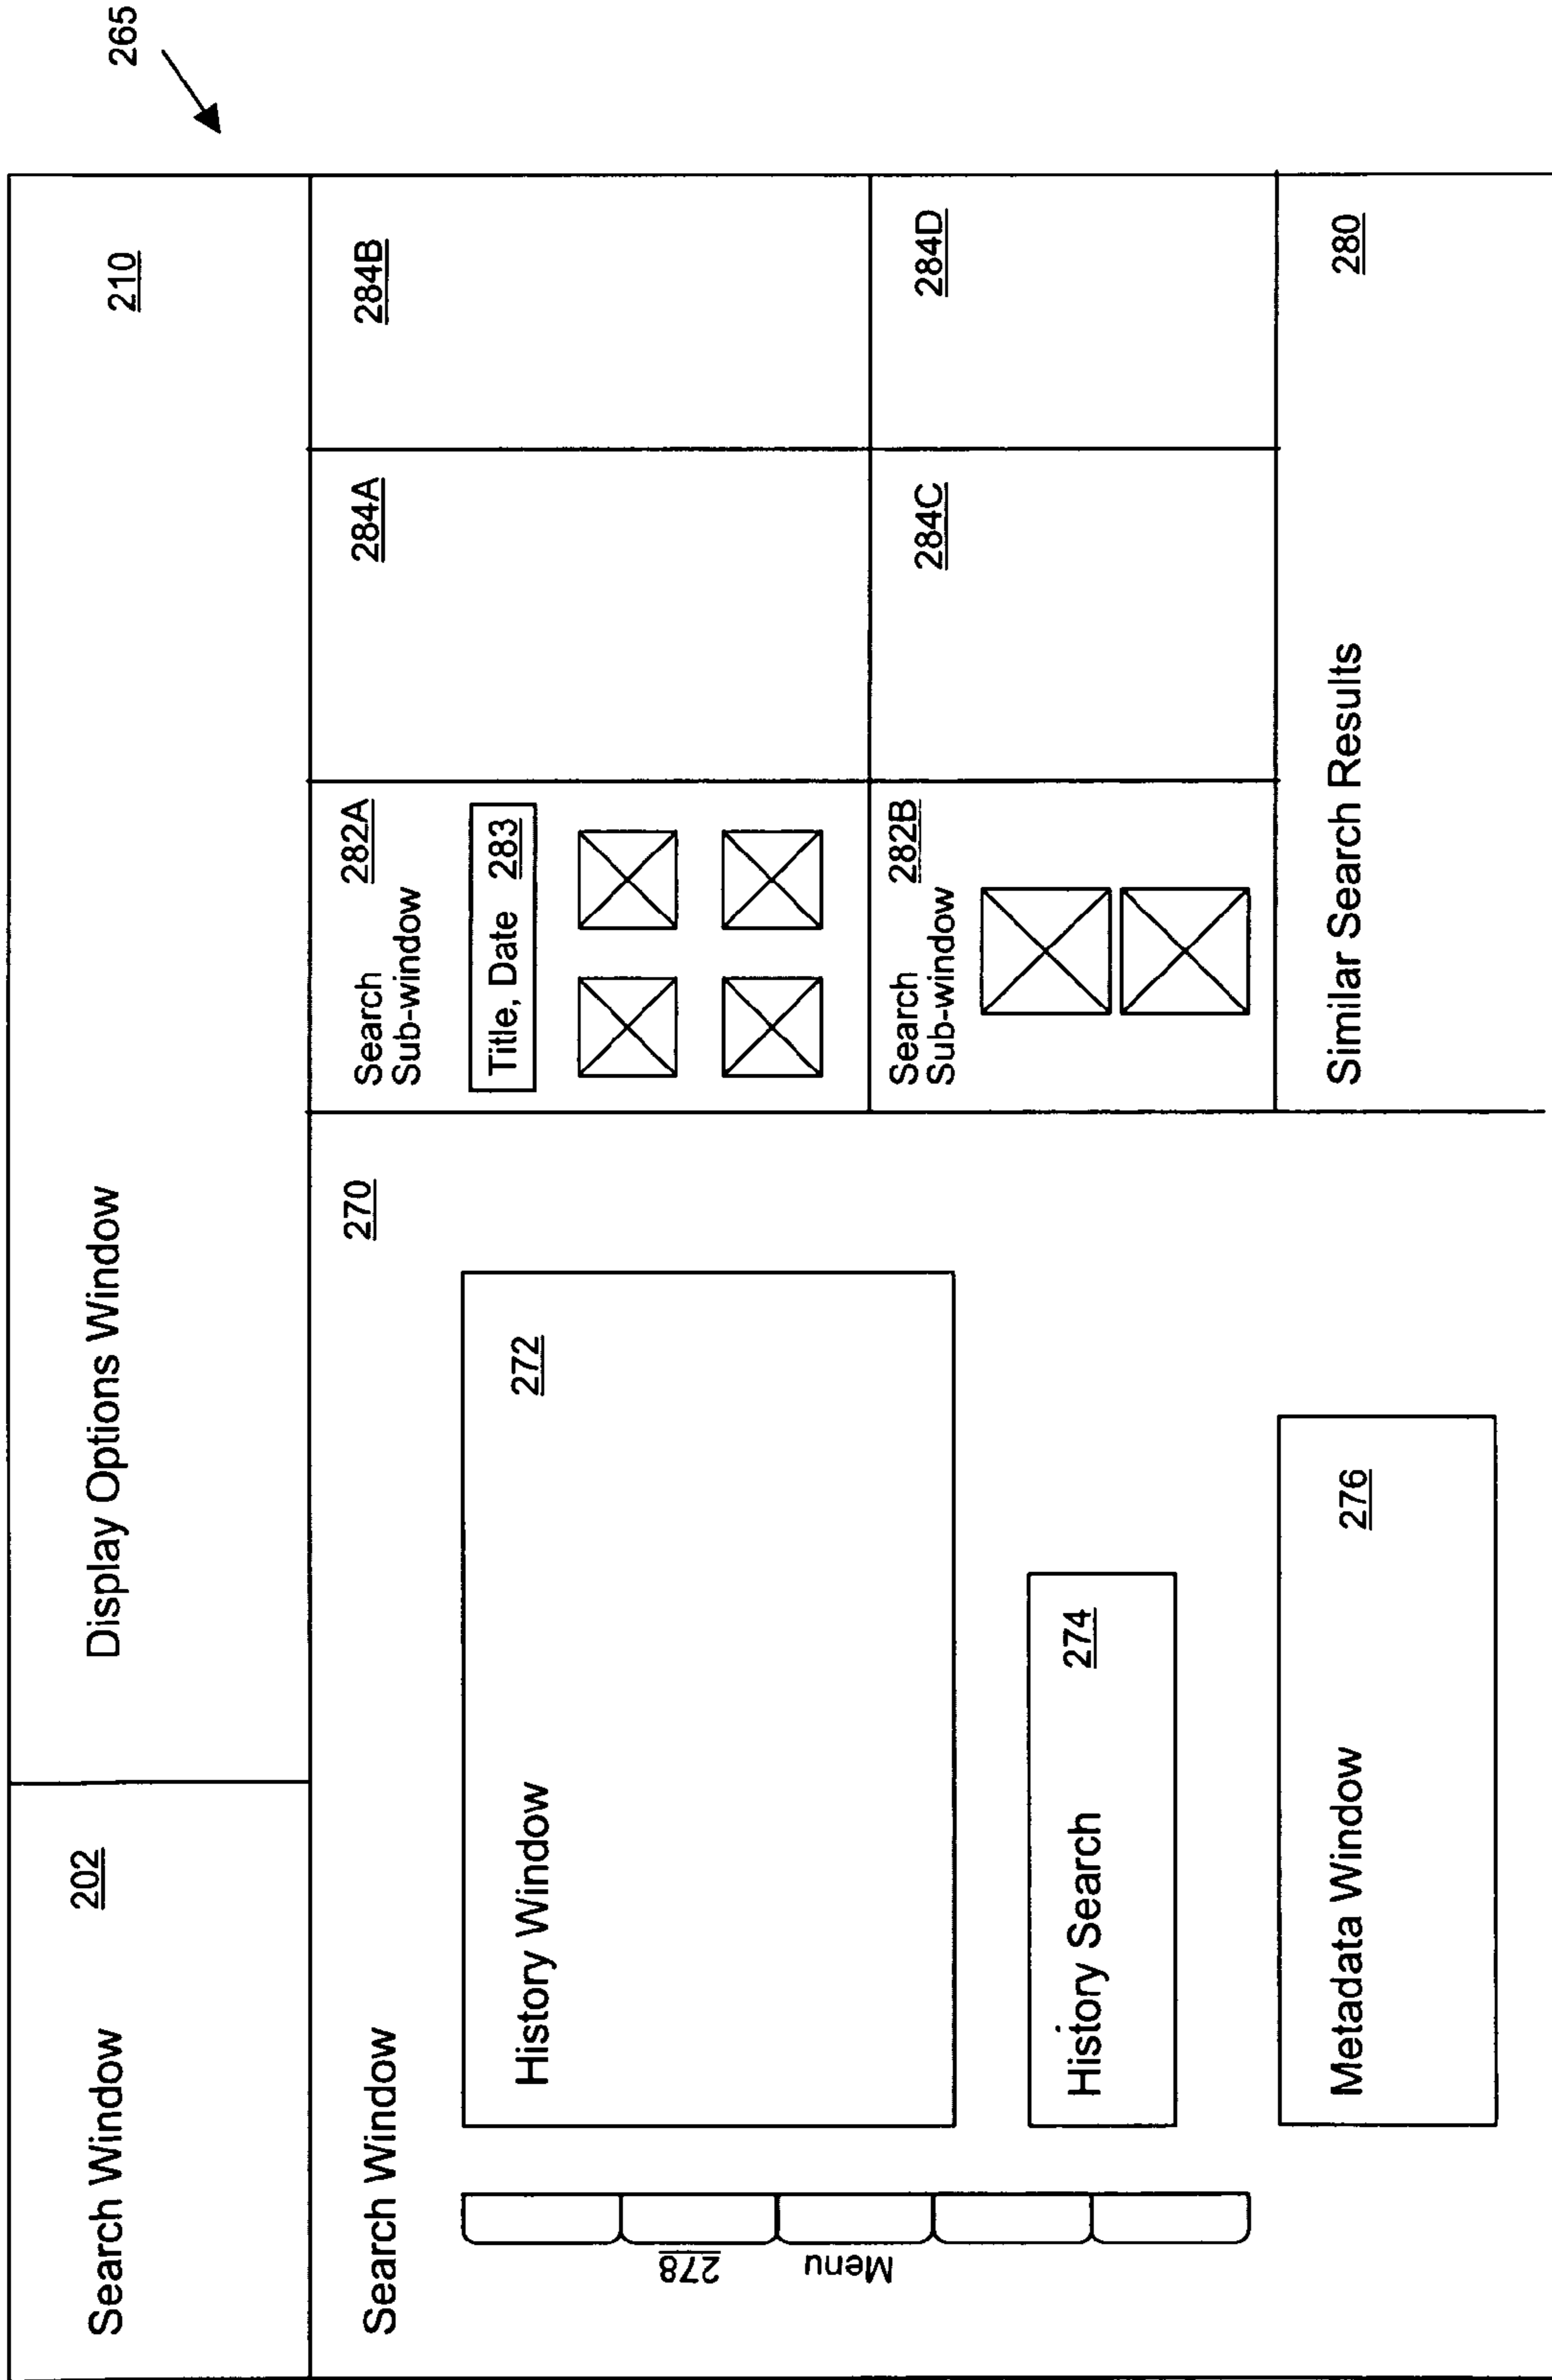 265
Search Window 202
Display Options Window 210
Search Window 270
History Window 272
History Search 274
Metadata Window 276
Menu 278
Search 282A
Sub-window
Title, Date 283
284A
284B
Search 282B
Sub-window
284C
284D
Similar Search Results 280